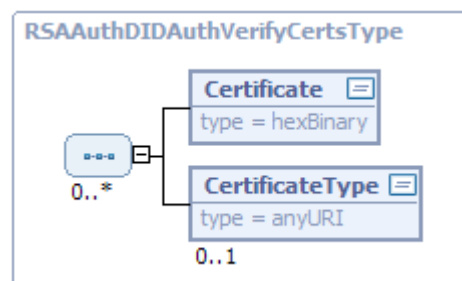 RSAAuthDIDAuthVerifyCertsType
Certificate
type = hexBinary
0..*
CertificateType
type = anyURI
0..1